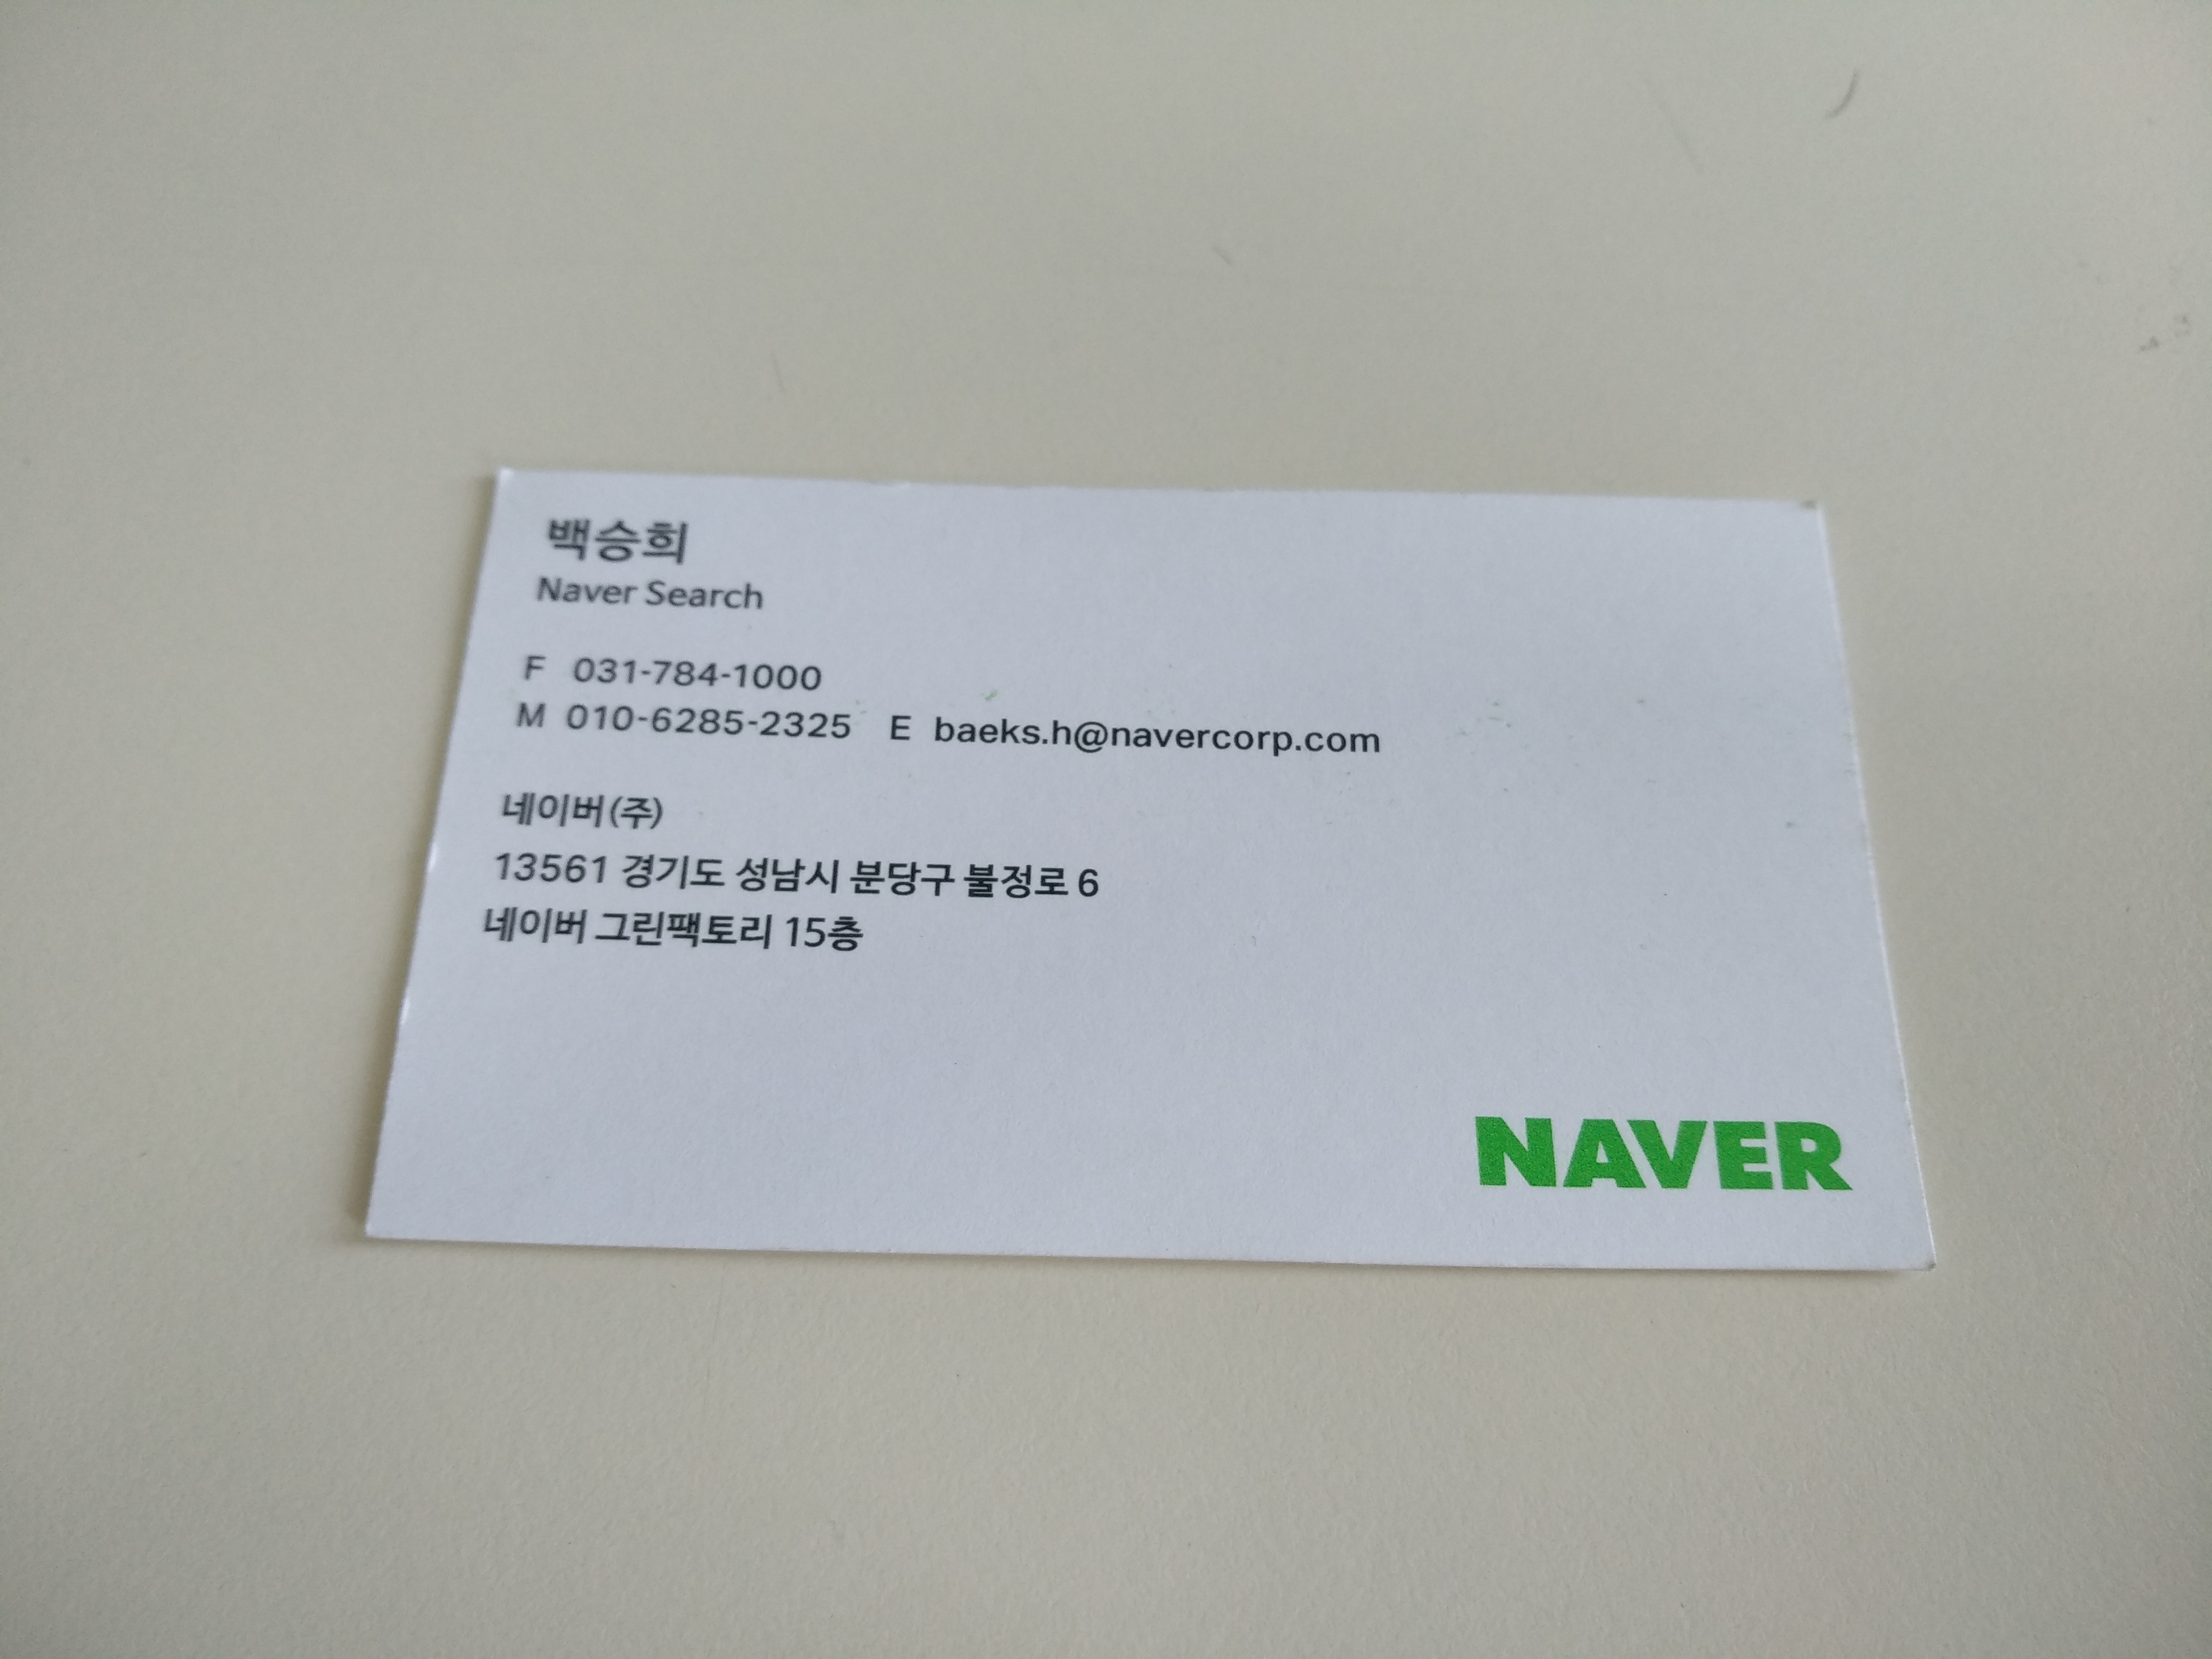 백승희
Naver Search
F 031-784-1000
M 010-6285-2325 E baeks.h@navercorp.com
네이버(주)
13561 경기도 성남시 분당구 불정로 6
네이버 그린팩토리 15층
NAVER